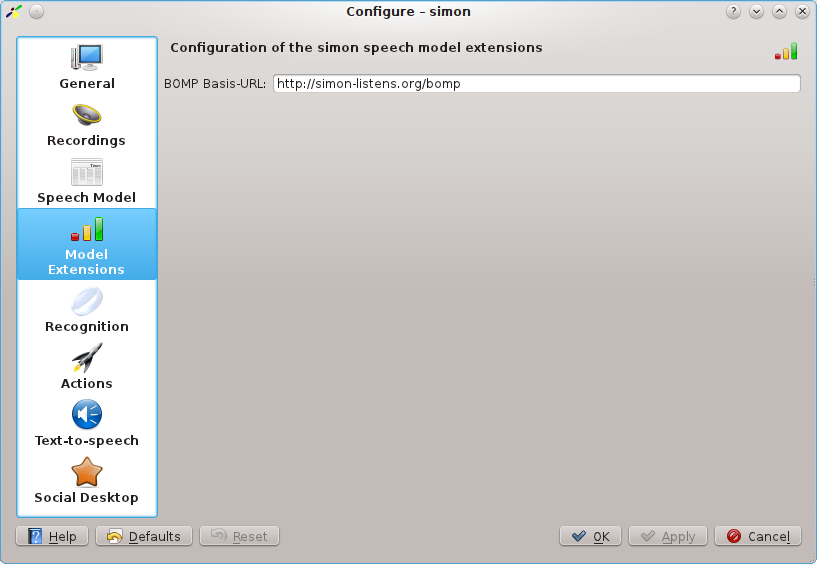 Configure – simon
General
Recordings
Speech Model
Model
Extensions
Recognition
Actions
Text-to-speech
Social Desktop
Configuration of the simon speech model extensions
BOMP Basis-URL: http://simon-listens.org/bomp
Help Defaults Reset OK Apply Cancel